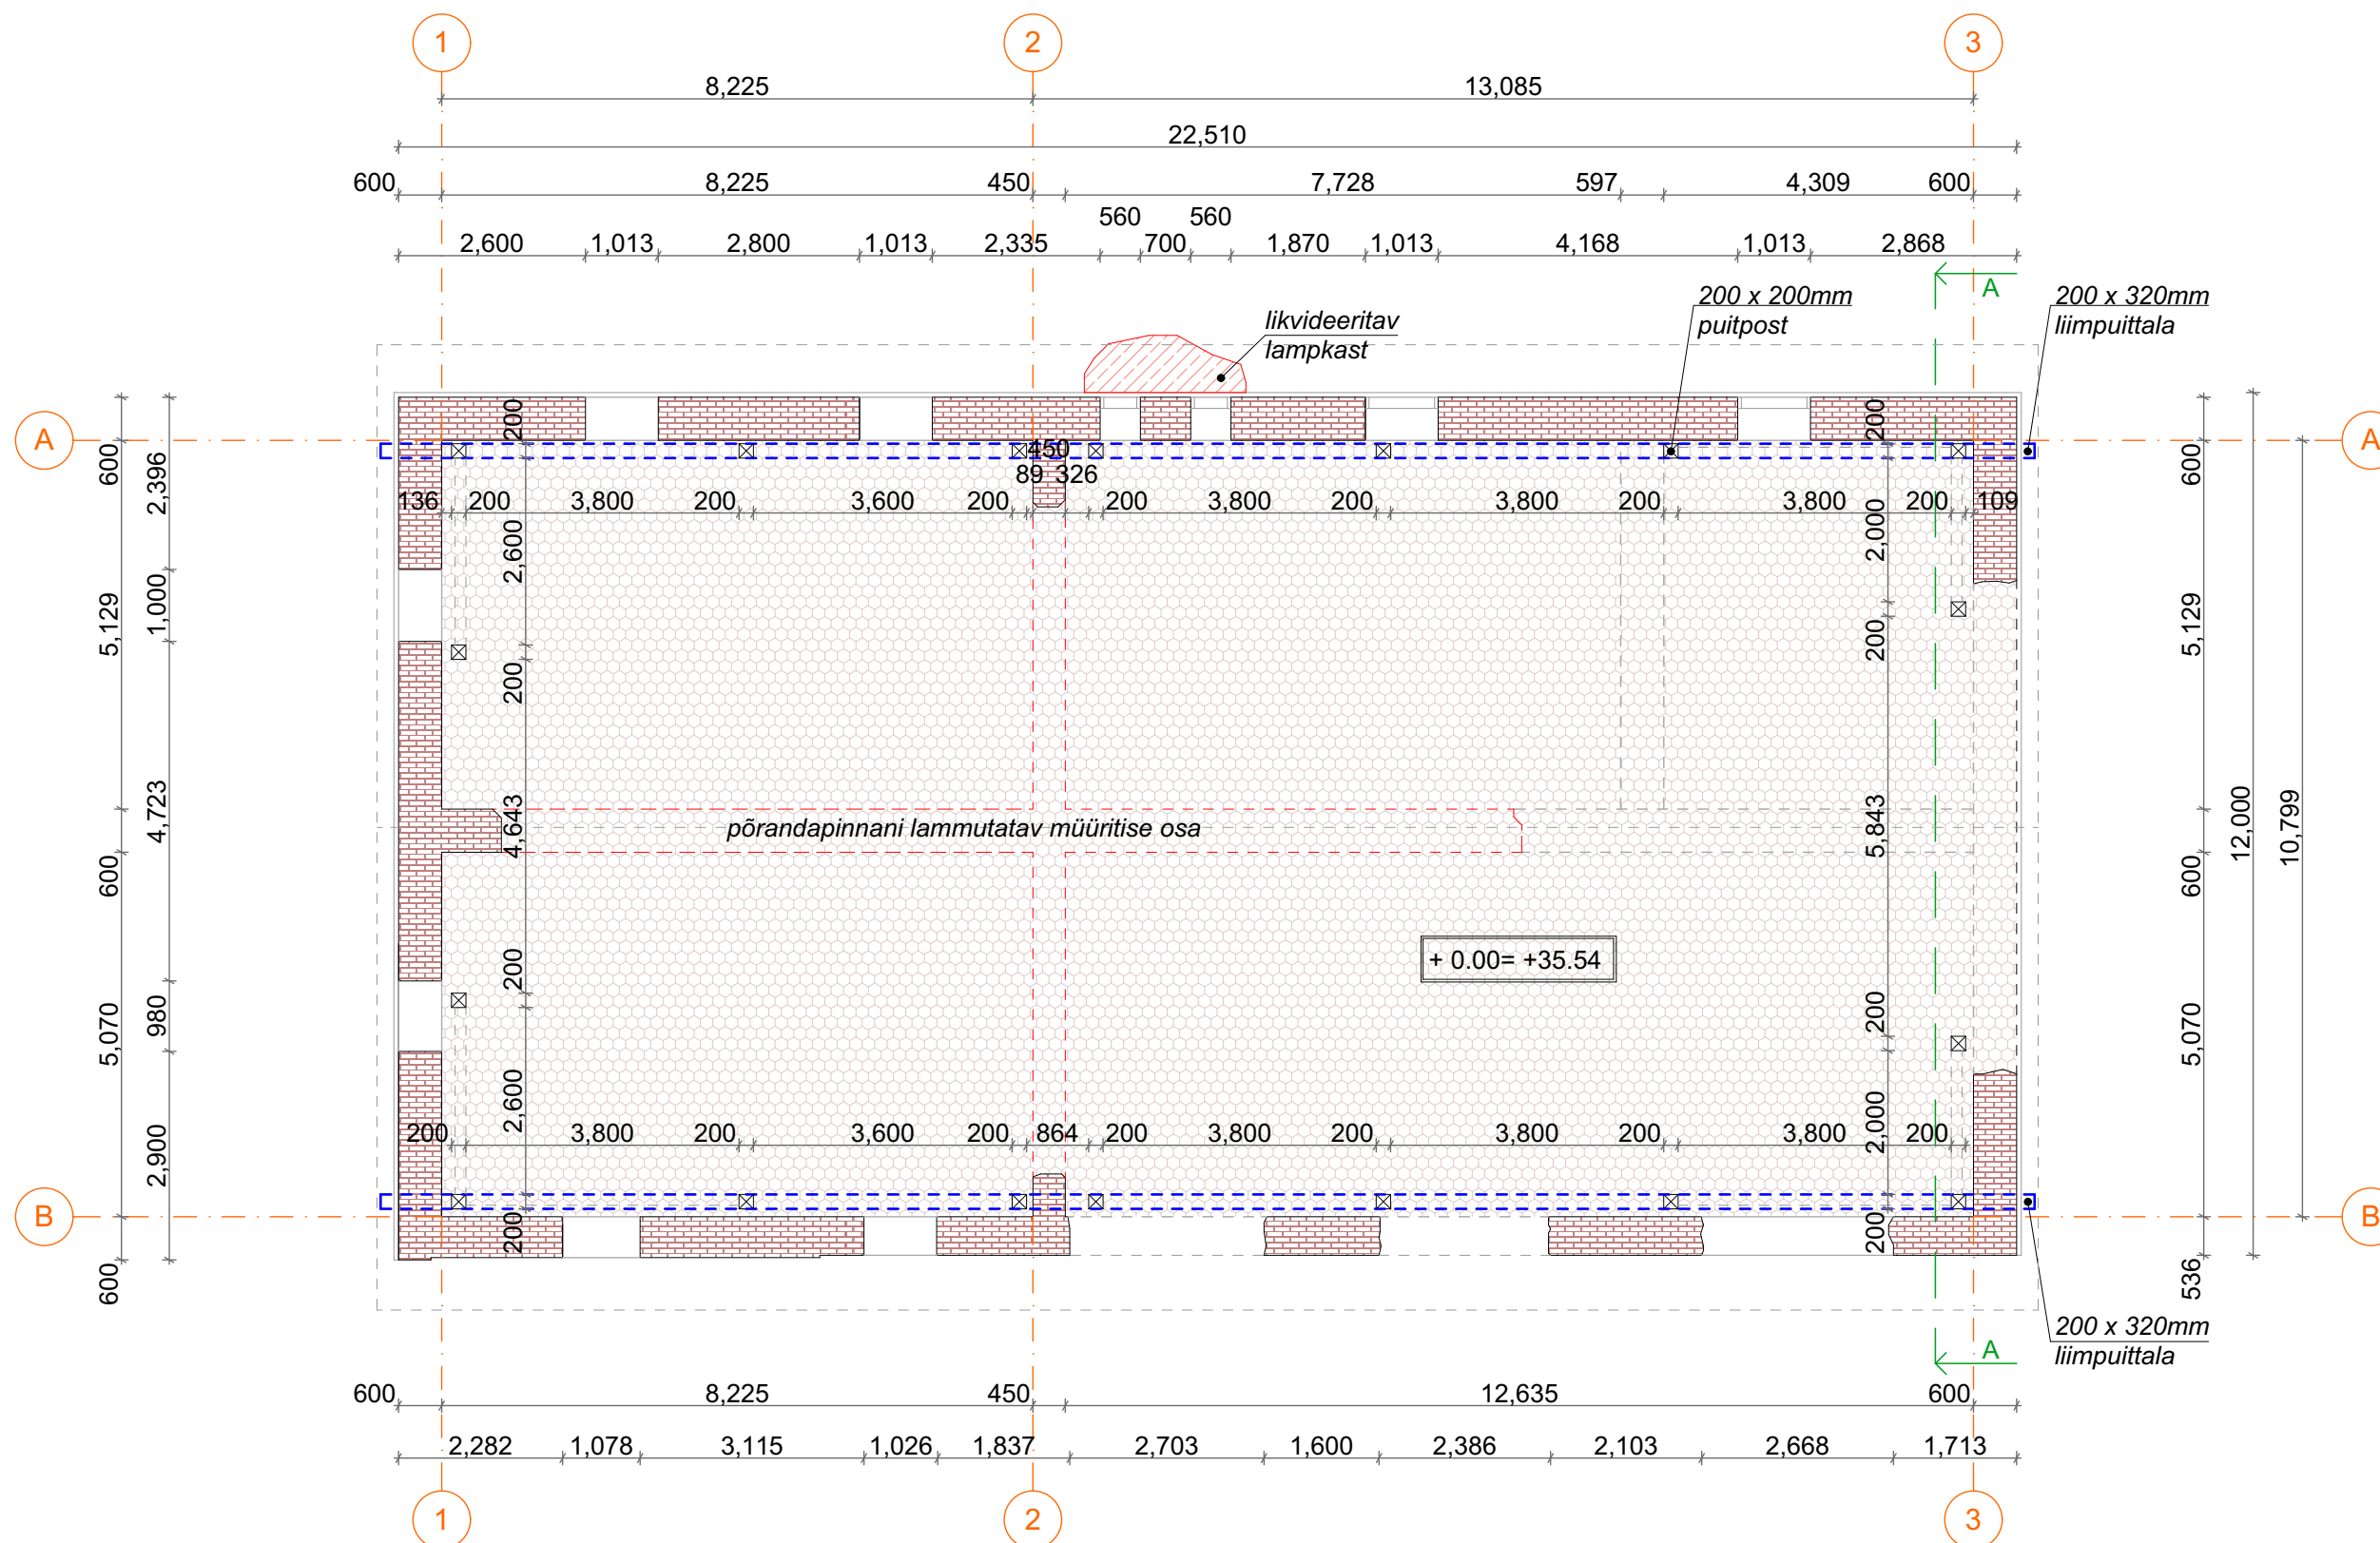 1 2 3
8,225 13,085
22,510
600 8,225 450 7,728 597 4,309 600
560 560
2,600 1,013 2,800 1,013 2,335 700 1,870 1,013 4,168 1,013 2,868
A
200 x 200mm
puitpost
200 x 320mm
liimpuittala
likvideeritav
lampkast
200 200
A A
450
89 326
136 200 3,800 200 3,600 200 200 3,800 200 3,800 200 3,800 200 109
600 2,396 2,600 2,000 600
5,129 1,000 200 200 5,129
4,723 4,643 5,843 12,000 10,799
põrandapinnani lammutatav müüritise osa
600 600
+ 0.00= +35.54
200 200
5,070 980 5,070
2,600 2,000
200 3,800 200 3,600 200 864 200 3,800 200 3,800 200 3,800 200
2,900
B B
200 200
600 536
200 x 320mm
liimpuittala
A
600 8,225 450 12,635 600
2,282 1,078 3,115 1,026 1,837 2,703 1,600 2,386 2,103 2,668 1,713
1 2 3